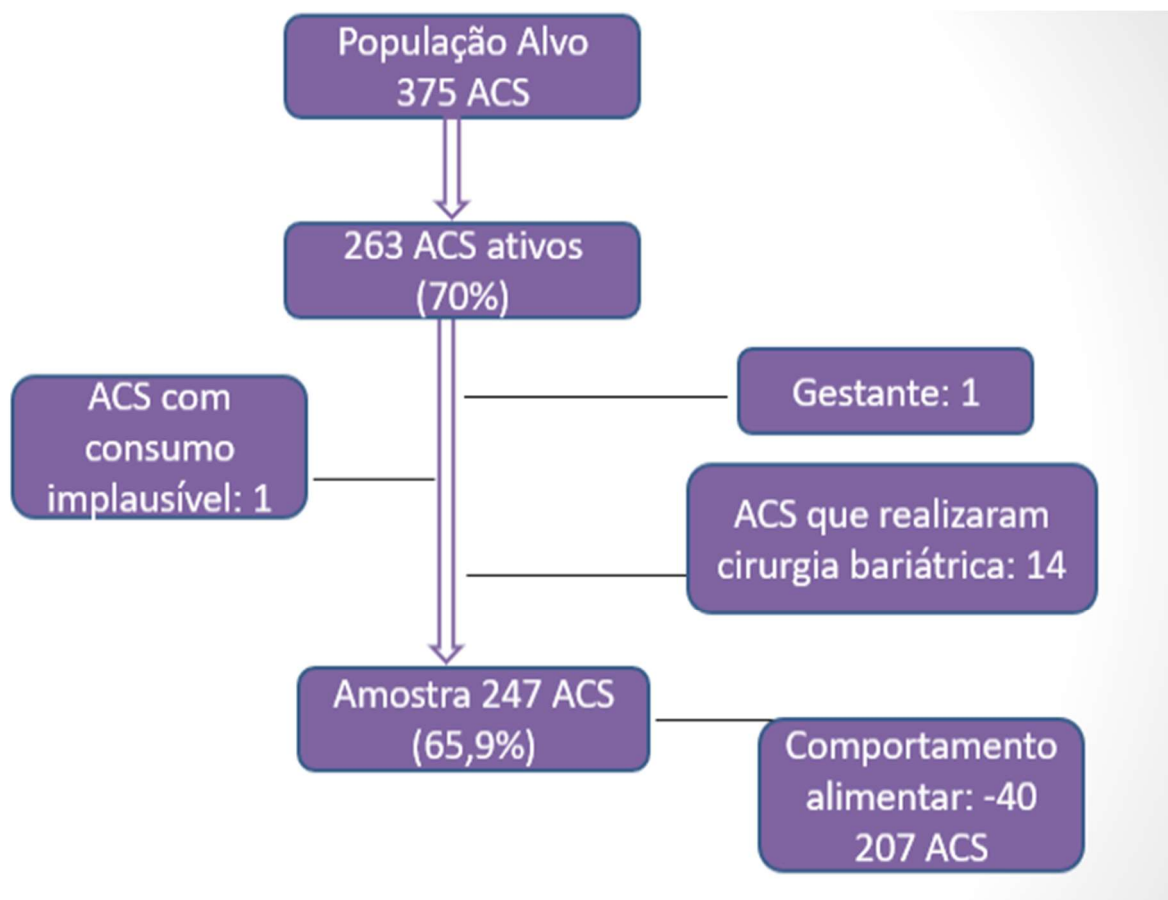 População Alvo
375 ACS
263 ACS ativos
(70%)
ACS com
consumo
implausível: 1
Gestante: 1
ACS que realizaram
cirurgia bariátrica: 14
Amostra 247 ACS
(65,9%)
Comportamento
alimentar: -40
207 ACS